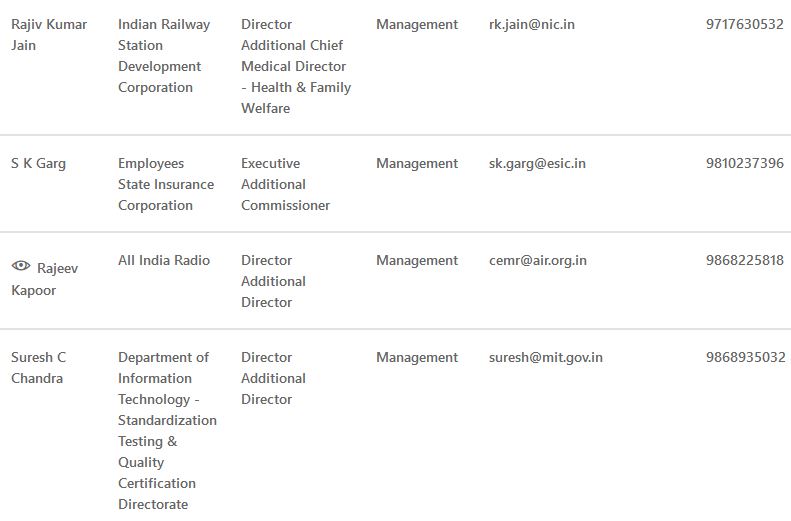 Rajiv Kumar Jain
Indian Railway Station Development Corporation
Director Additional Chief Medical Director - Health & Family Welfare
Management
rk.jain@nic.in
9717630532
S K Garg
Employees State Insurance Corporation
Executive Additional Commissioner
Management
sk.garg@esic.in
9810237396
Rajeev Kapoor
All India Radio
Director Additional Director
Management
cemr@air.org.in
9868225818
Suresh C Chandra
Department of Information Technology - Standardization Testing & Quality Certification Directorate
Director Additional Director
Management
suresh@mit.gov.in
9868935032